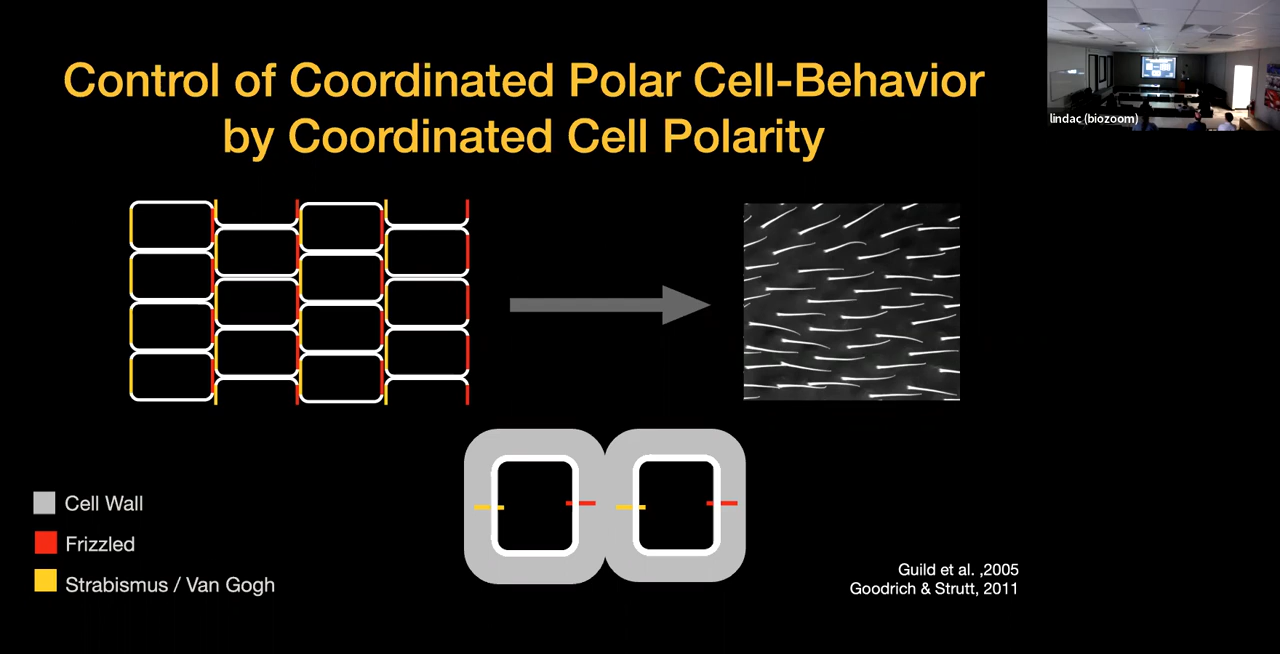 Control of Coordinated Polar Cell-Behavior
by Coordinated Cell Polarity
lindac (biozoom)
Cell Wall
Frizzled
Strabismus / Van Gogh
Guild et al. ,2005
Goodrich & Strutt, 2011